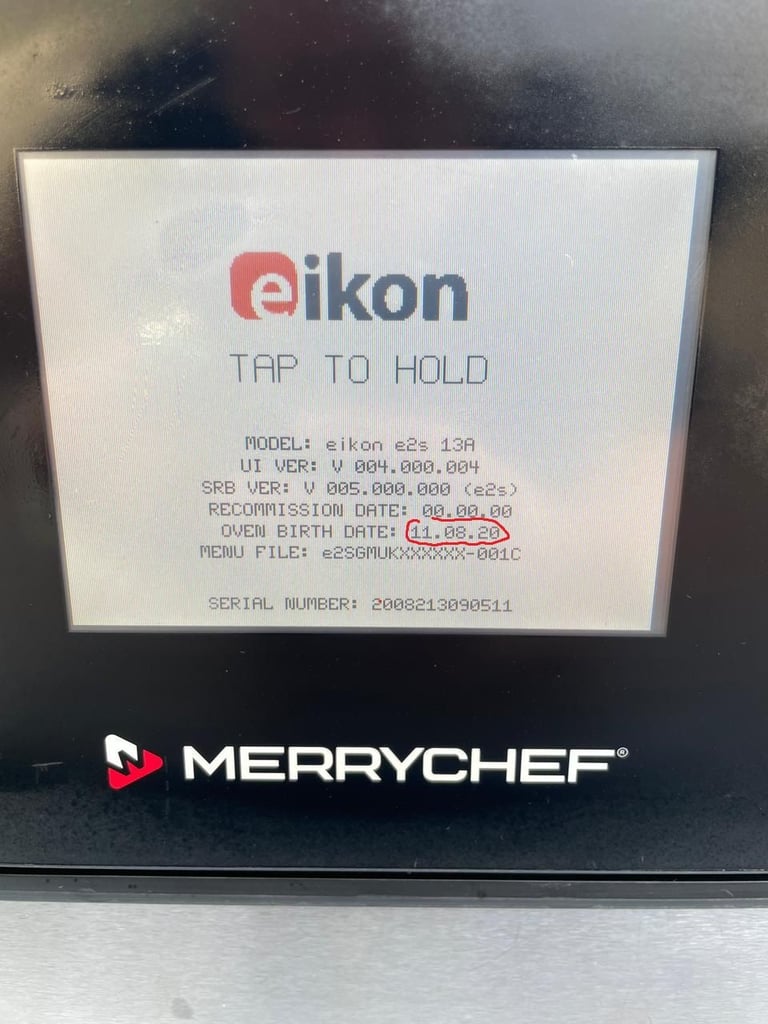 eikon
TAP TO HOLD
MODEL: eikon e2s 13A
UI VER: V 004.000.004
SRB VER: V 005.000.000 (e2s)
RECOMMISSION DATE: 00.00.00
OVEN BIRTH DATE: 11.08.20
MENU FILE: e2SGMUKXXXXXX-001C
SERIAL NUMBER: 2008213090511
MERRYCHEF®